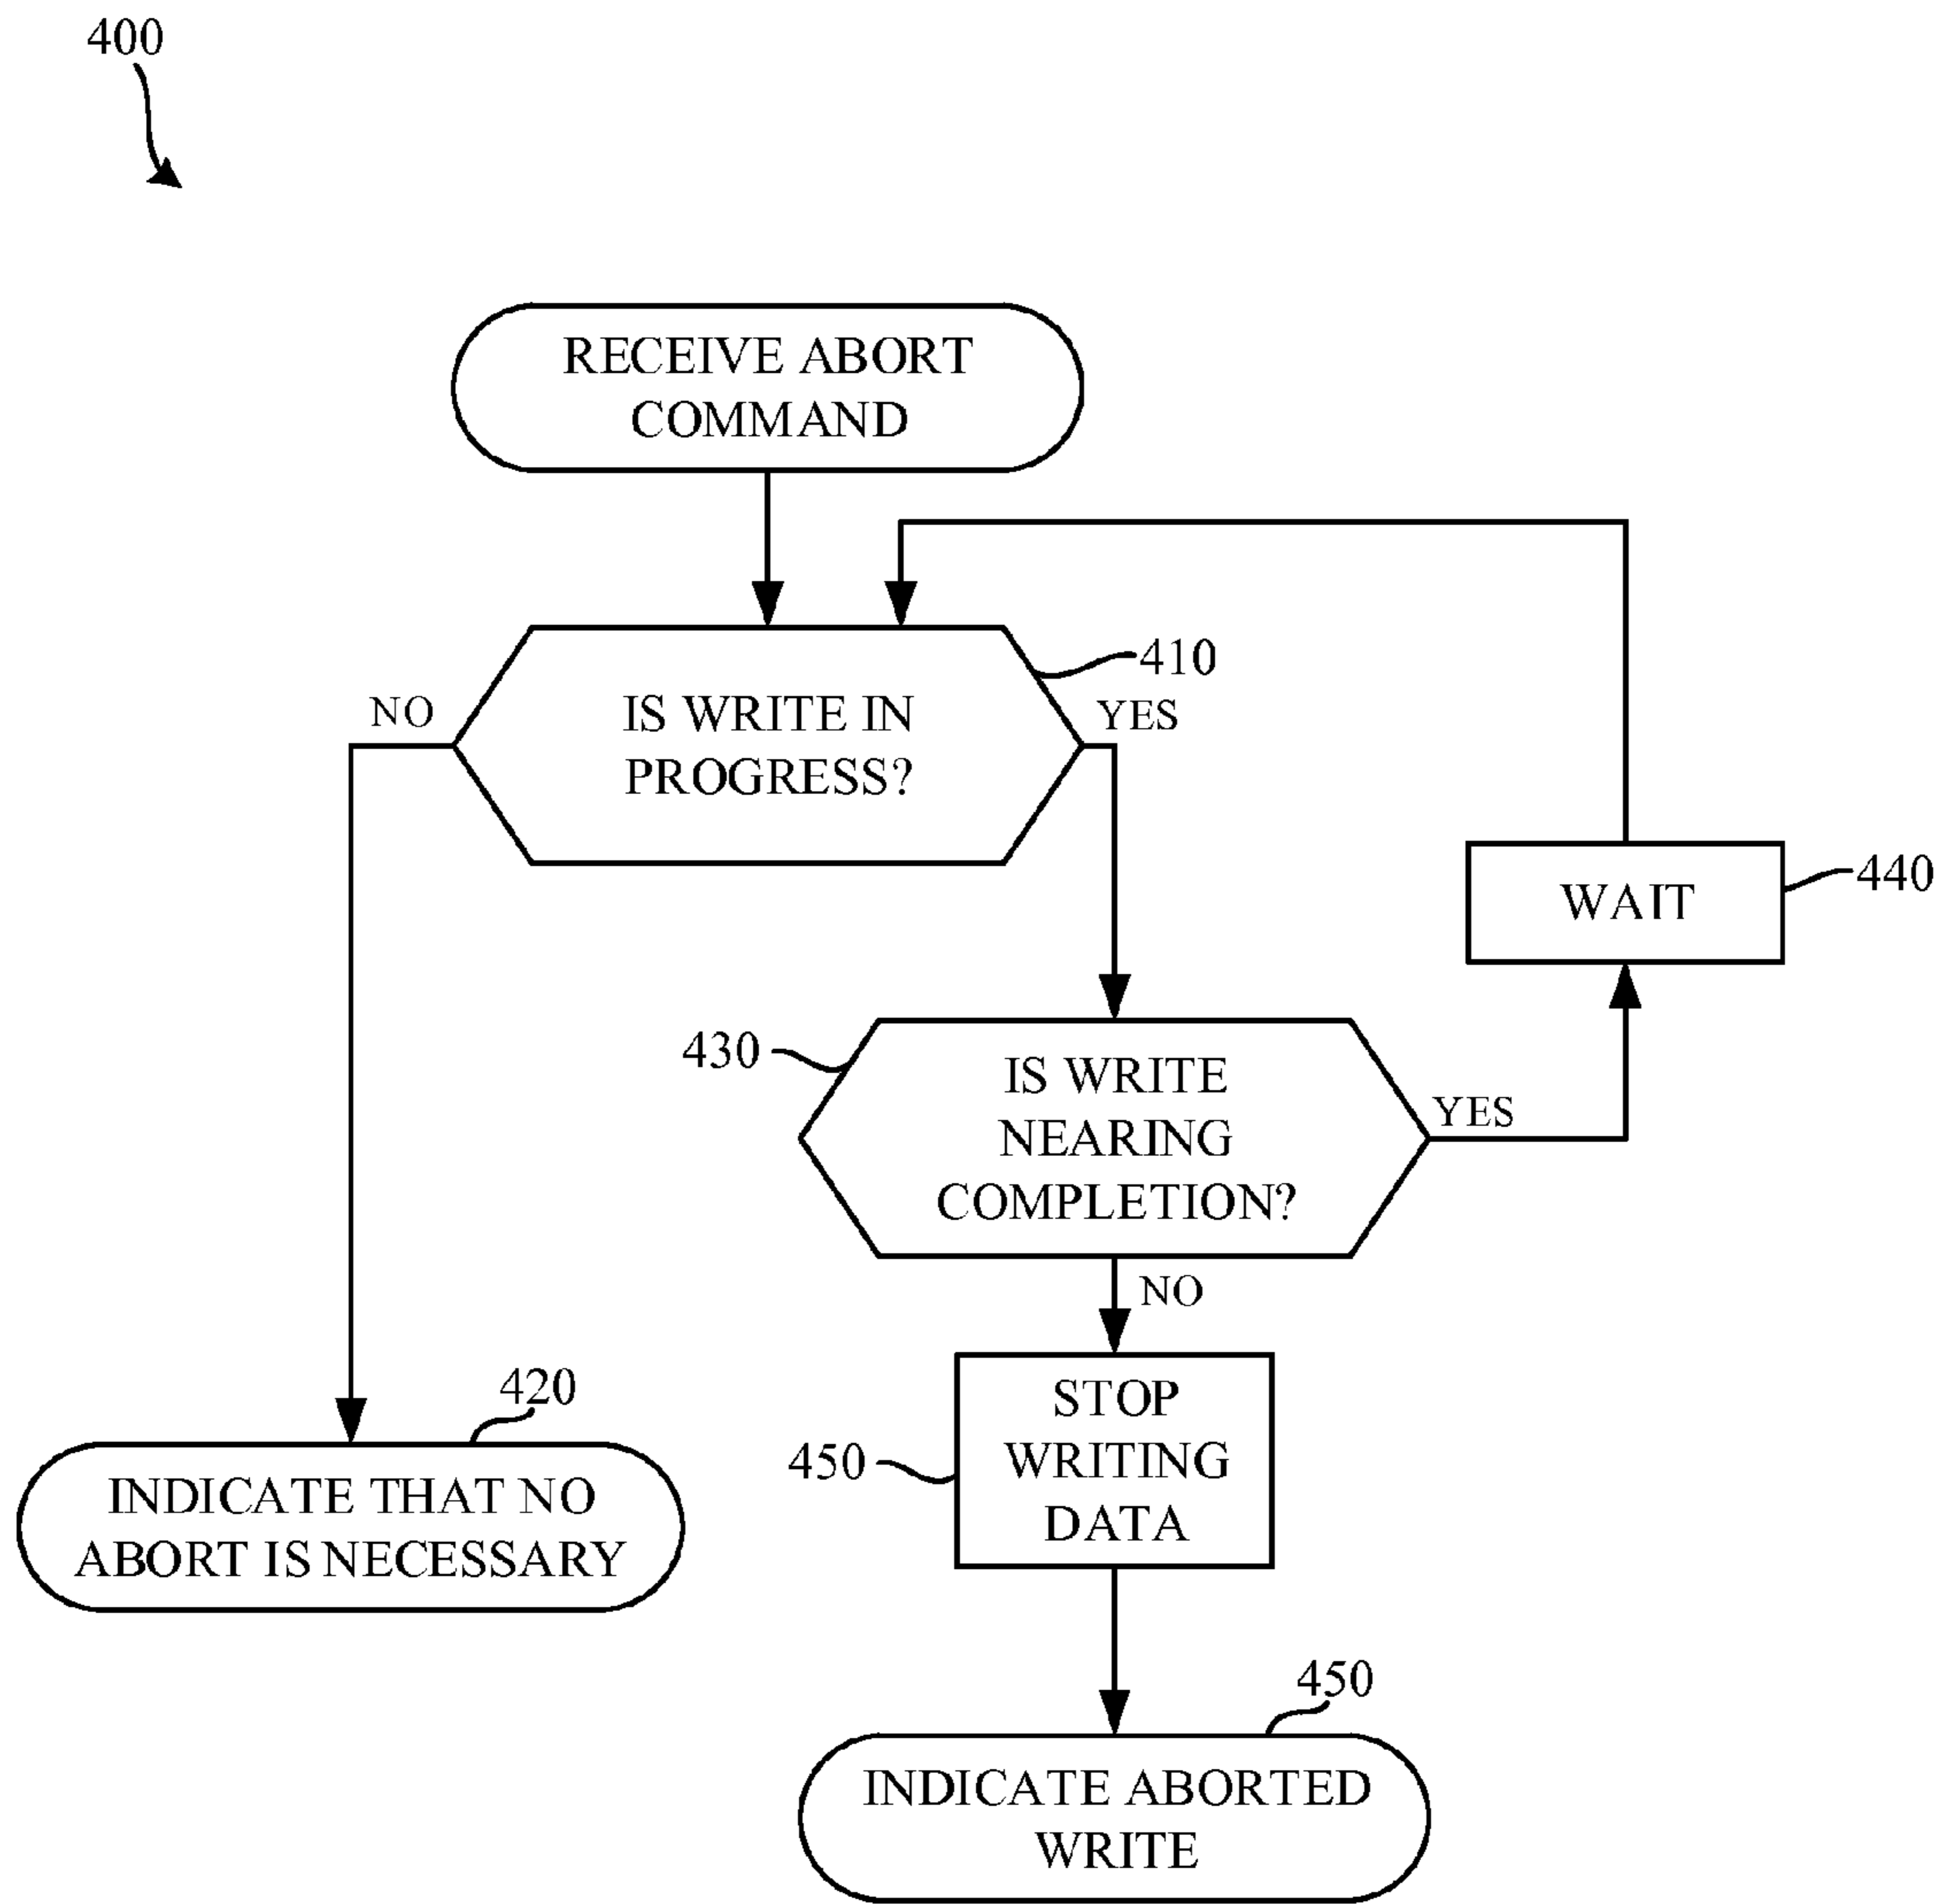 400
RECEIVE ABORT
COMMAND
410
NO
IS WRITE IN
PROGRESS?
YES
440
WAIT
430
IS WRITE
NEARING
COMPLETION?
YES
NO
420
INDICATE THAT NO
ABORT IS NECESSARY
450
STOP
WRITING
DATA
450
INDICATE ABORTED
WRITE